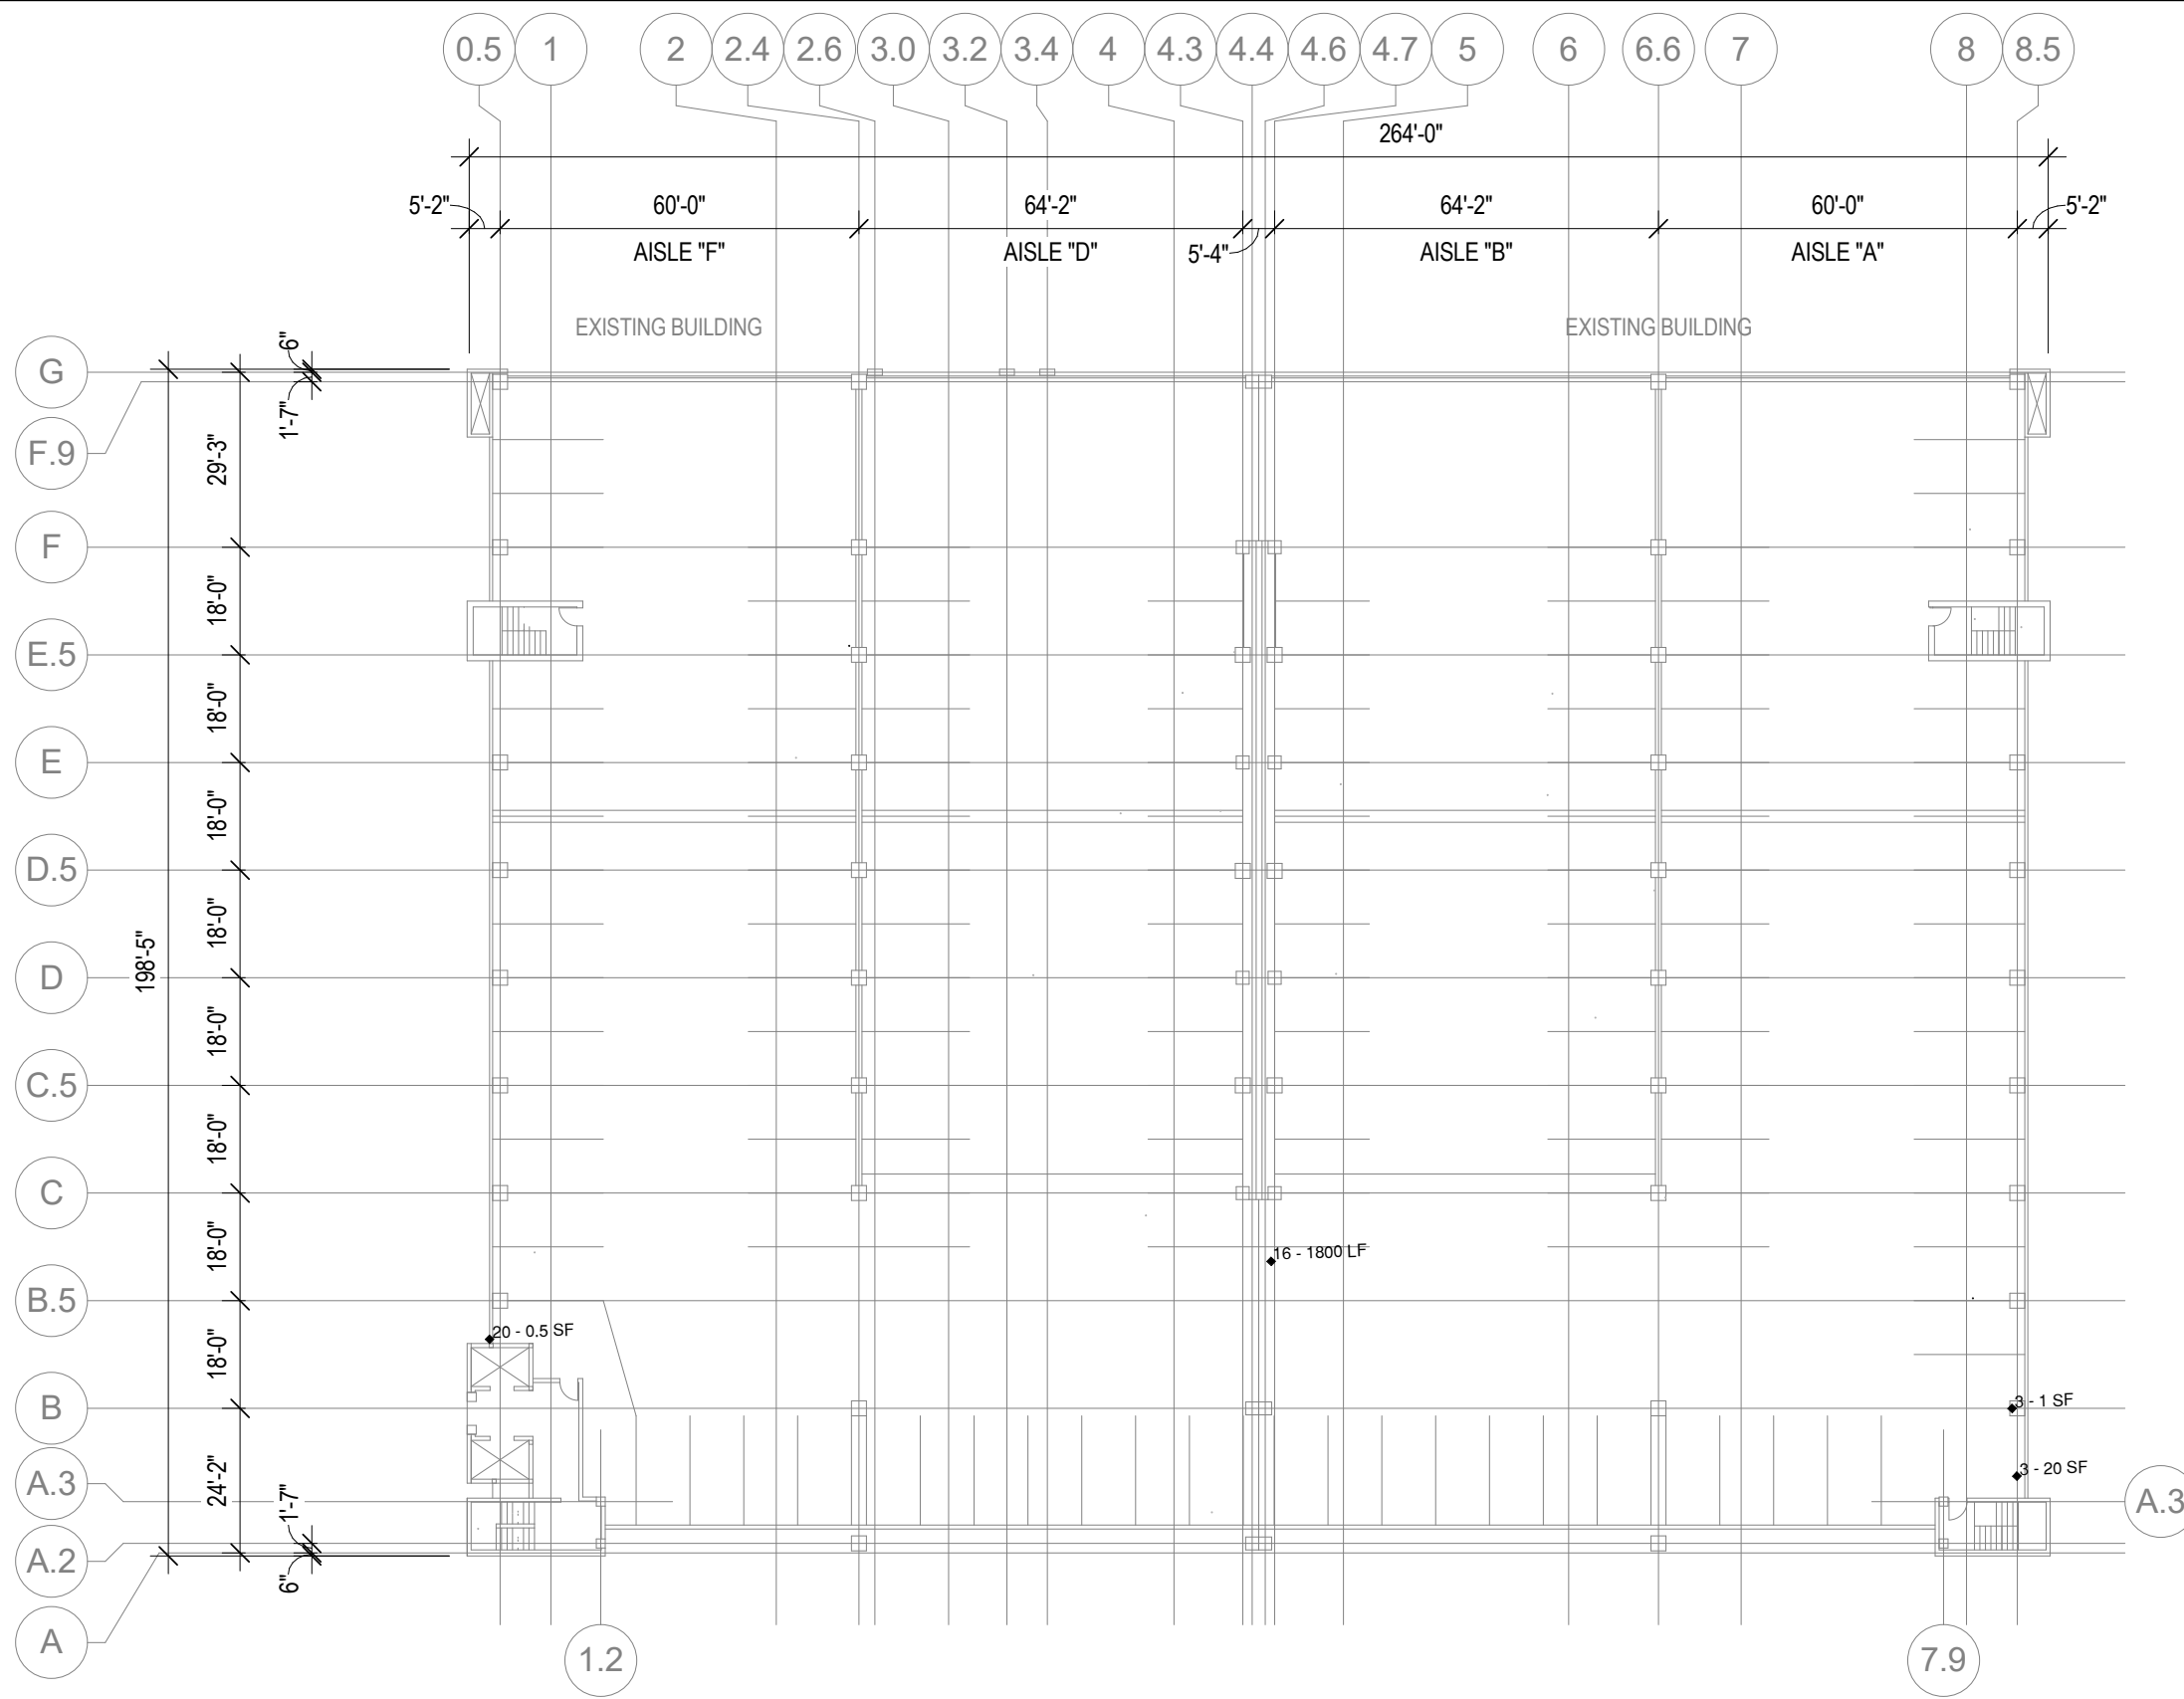 0.5 1 2 2.4 2.6 3.0 3.2 3.4 4 4.3 4.4 4.6 4.7 5 6 6.6 7 8 8.5
264'-0"
5'-2" 60'-0" 64'-2" 64'-2" 60'-0" 5'-2"
AISLE "F" AISLE "D" 5'-4" AISLE "B" AISLE "A"
EXISTING BUILDING EXISTING BUILDING
6"
G
1'-7"
F.9
29'-3"
F
18'-0"
E.5
18'-0"
E
18'-0"
D.5
18'-0"
198'-5"
D
18'-0"
C.5
18'-0"
C
18'-0"
16 - 1800 LF
B.5
20 - 0.5 SF
18'-0"
B
3 - 1 SF
3 - 20 SF
A.3
24'-2"
1'-7"
A.3
A.2
6"
A
1.2 7.9